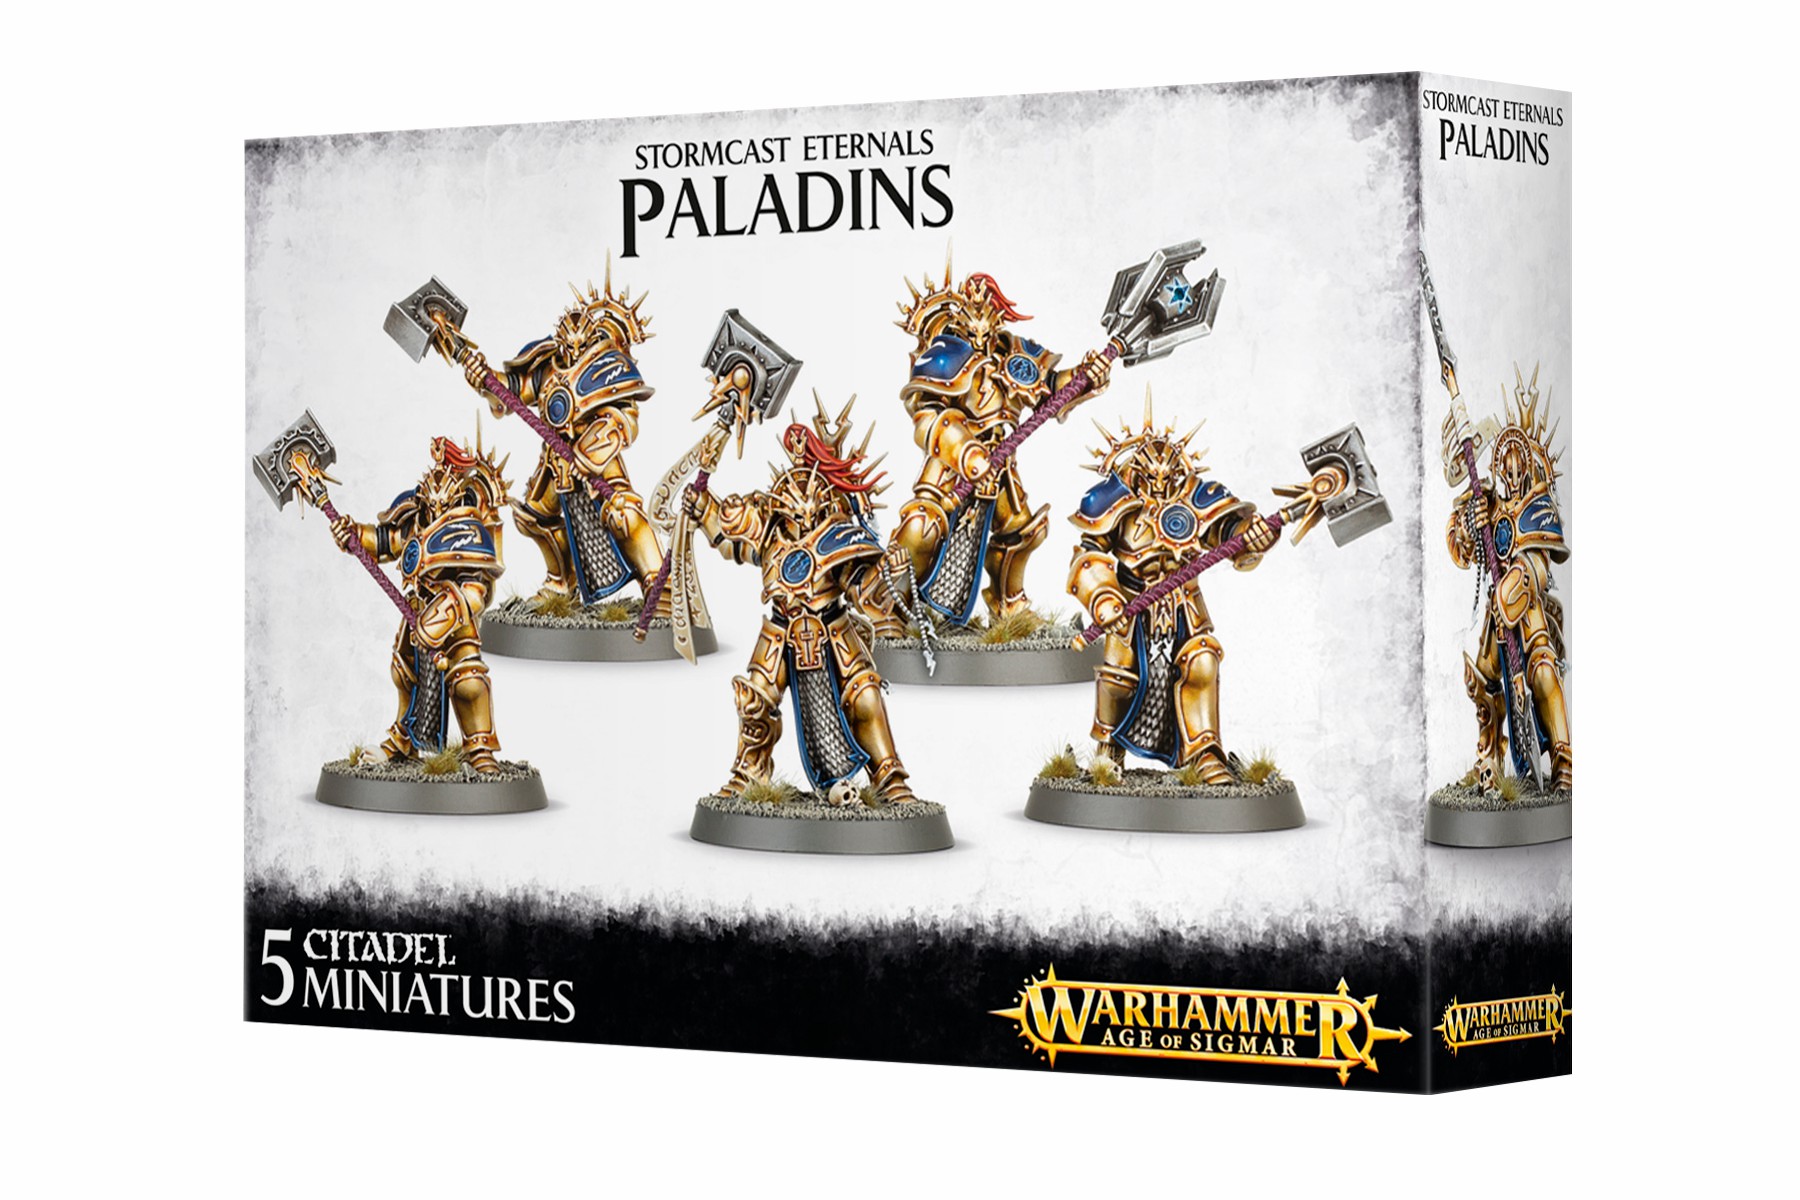 STORMCAST ETERNALS
PALADINS
5 CITADEL
MINIATURES
WARHAMMER
AGE OF SIGMAR
STORMCAST ETERNALS
PALADINS
WARHAMMER
AGE OF SIGMAR